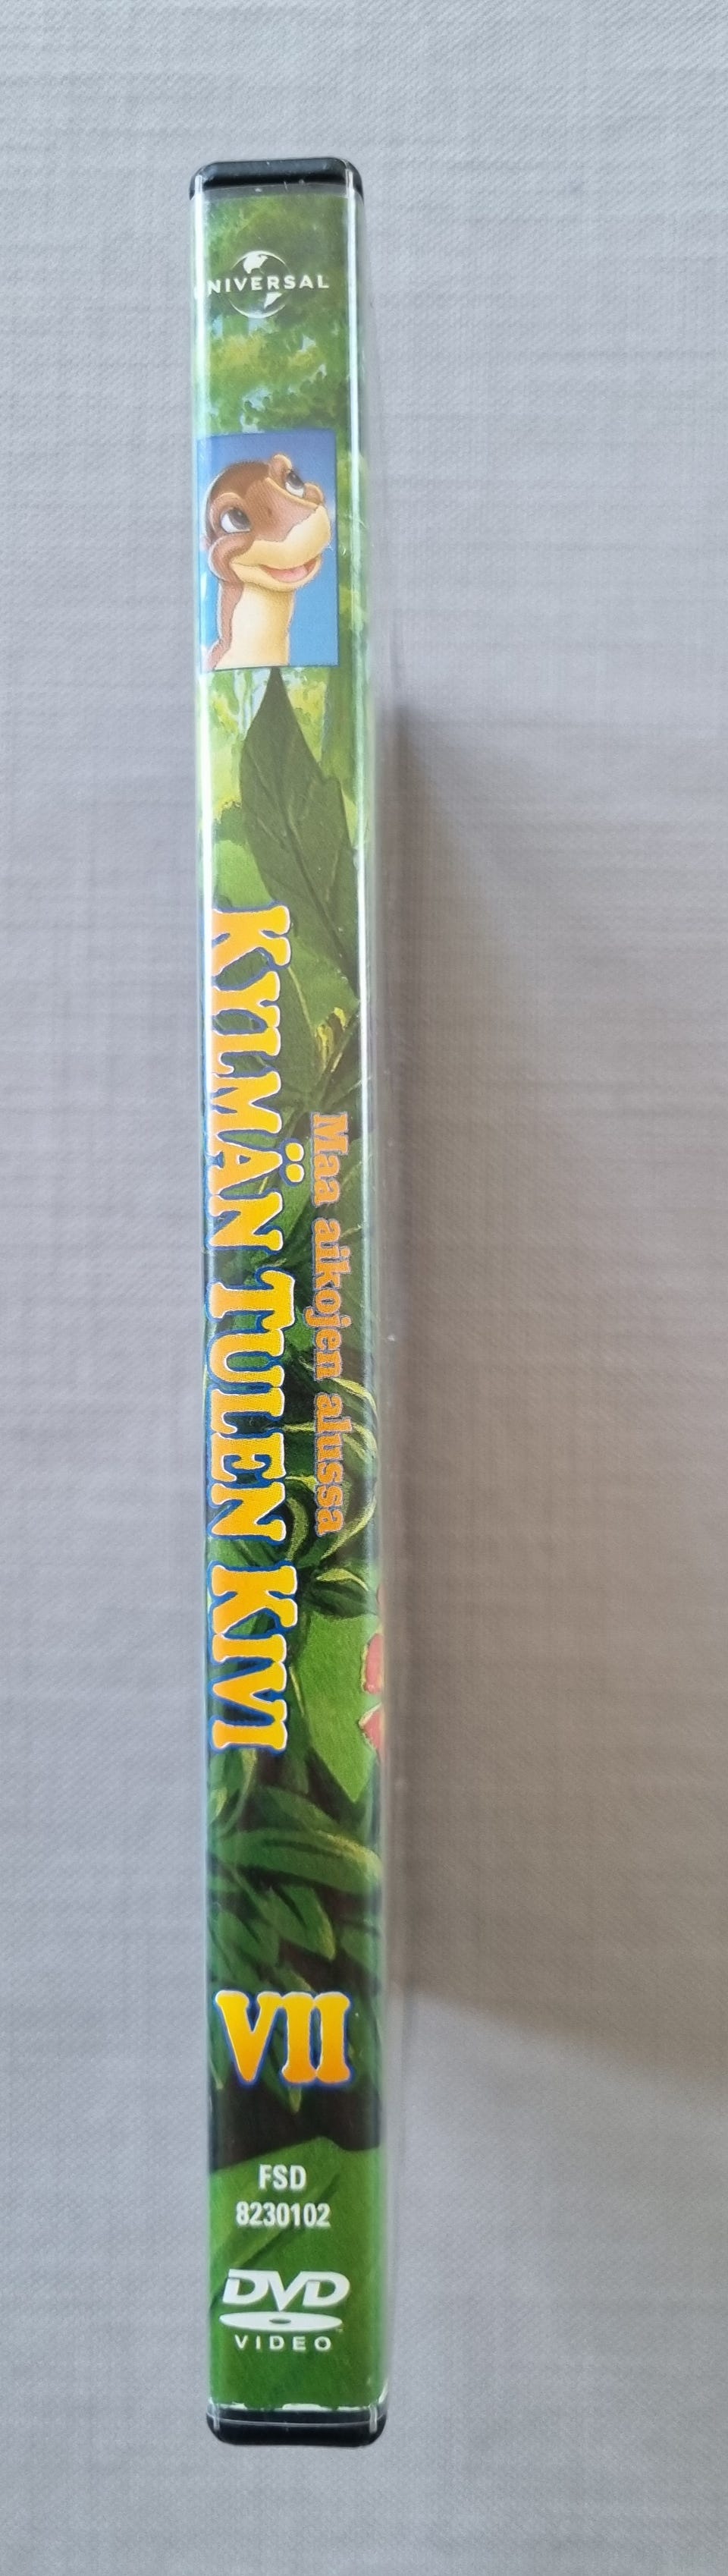 UNIVERSAL
Maa aikojen alussa
KYLMÄN TULEN KIVI
VII
FSD
8230102
DVD
VIDEO